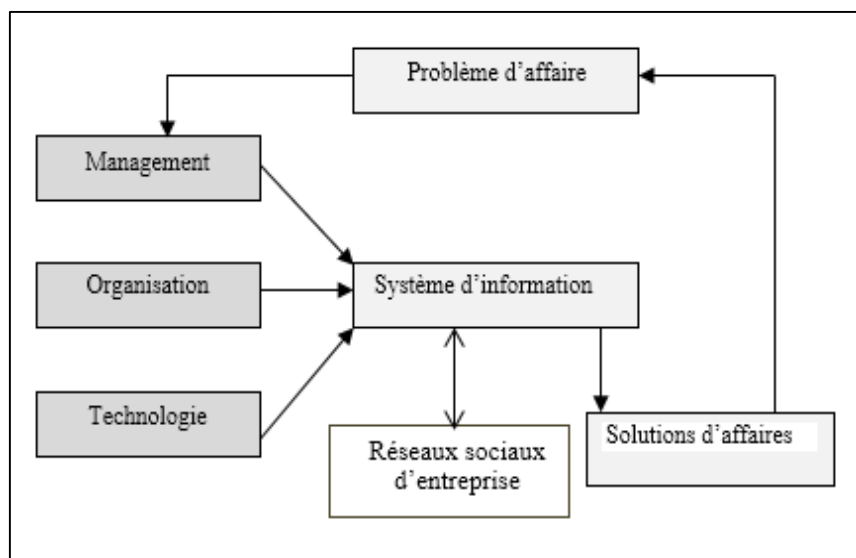 Problème d'affaire
Management
Organisation
Système d'information
Technologie
Solutions d'affaires
Réseaux sociaux
d'entreprise